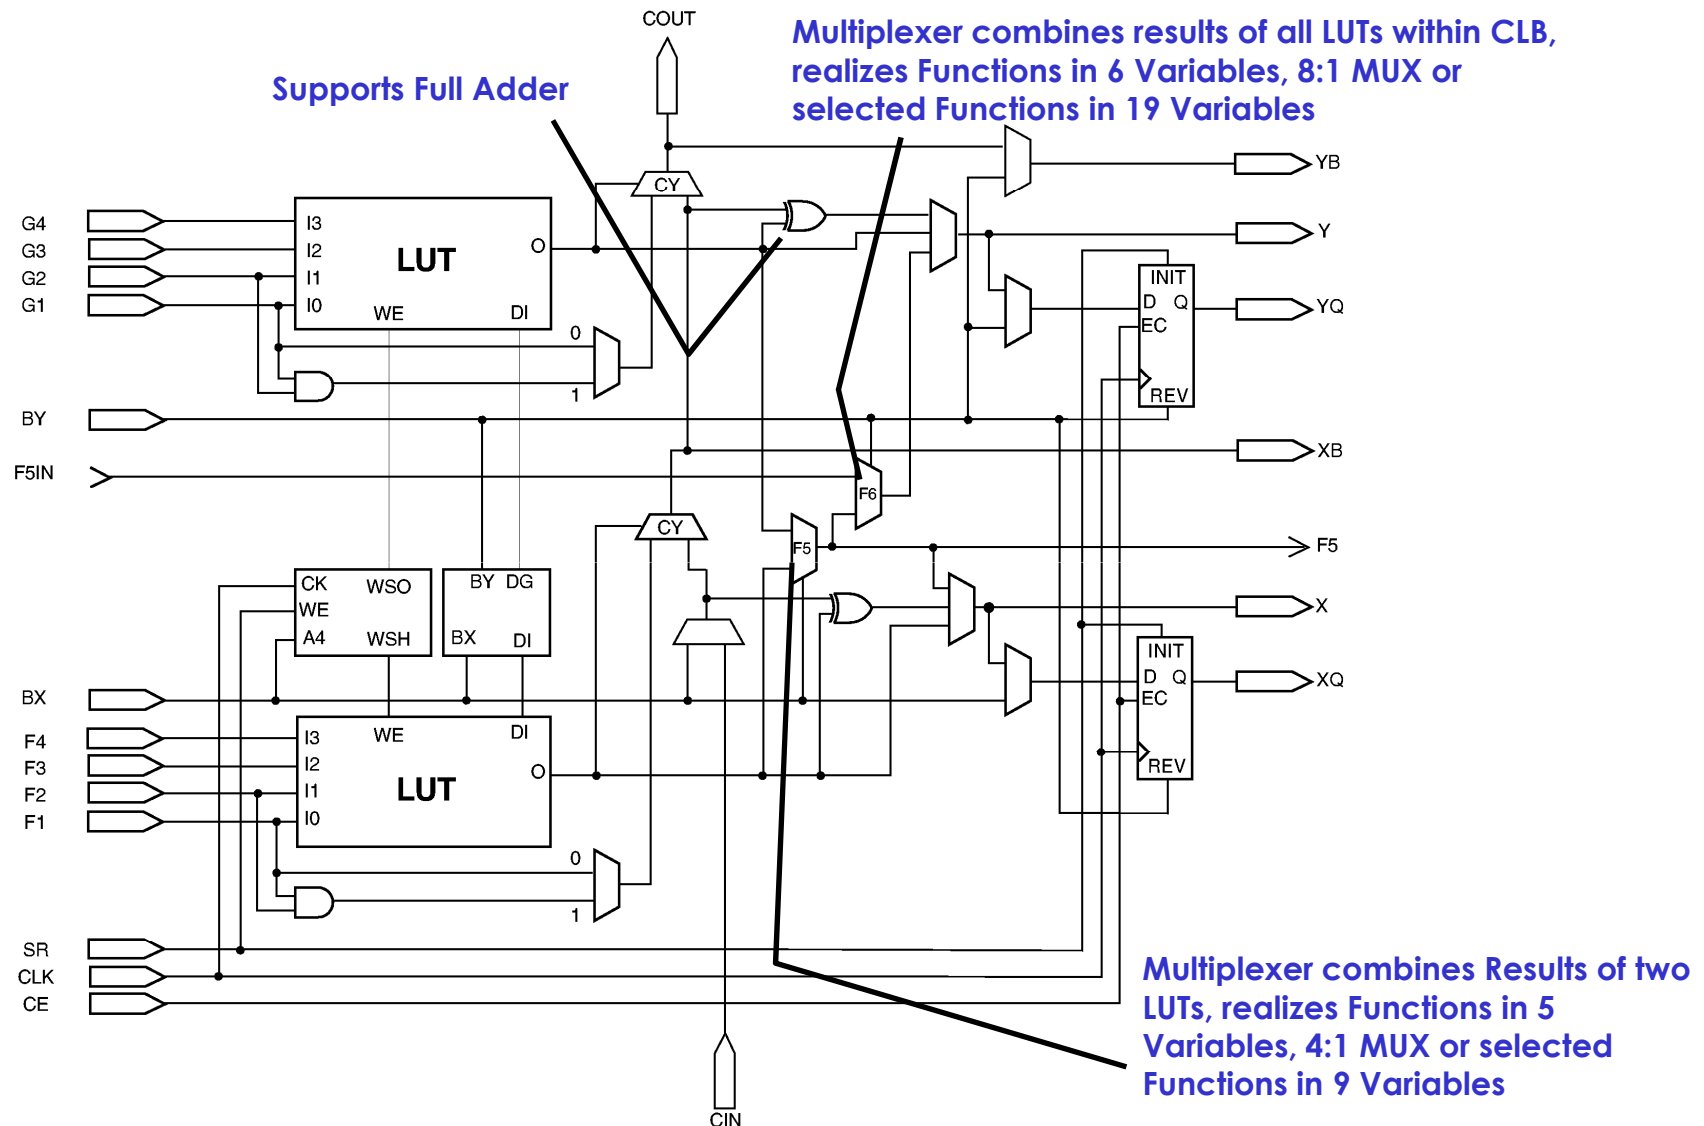 COUT
Multiplexer combines results of all LUTs within CLB,
realizes Functions in 6 Variables, 8:1 MUX or
selected Functions in 19 Variables
Supports Full Adder
YB
CY
G4
G3
G2
G1
I3
I2
I1
I0
LUT
O
WE
DI
0
1
Y
INIT
D
Q
EC
REV
YQ
BY
XB
F5IN
F6
CY
F5
F5
CK
WSO
WE
A4
WSH
BY
DG
BX
DI
X
INIT
D
Q
EC
REV
XQ
BX
F4
F3
F2
F1
I3
I2
I1
I0
WE
DI
LUT
O
0
1
SR
CLK
CE
Multiplexer combines Results of two
LUTs, realizes Functions in 5
Variables, 4:1 MUX or selected
Functions in 9 Variables
CIN